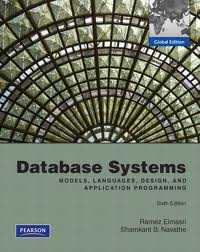 Global Edition
Database Systems
MODELS, LANGUAGES, DESIGN, AND
APPLICATION PROGRAMMING
Sixth Edition
Ramez Elmasri
Shamkant B. Navathe
PEARSON